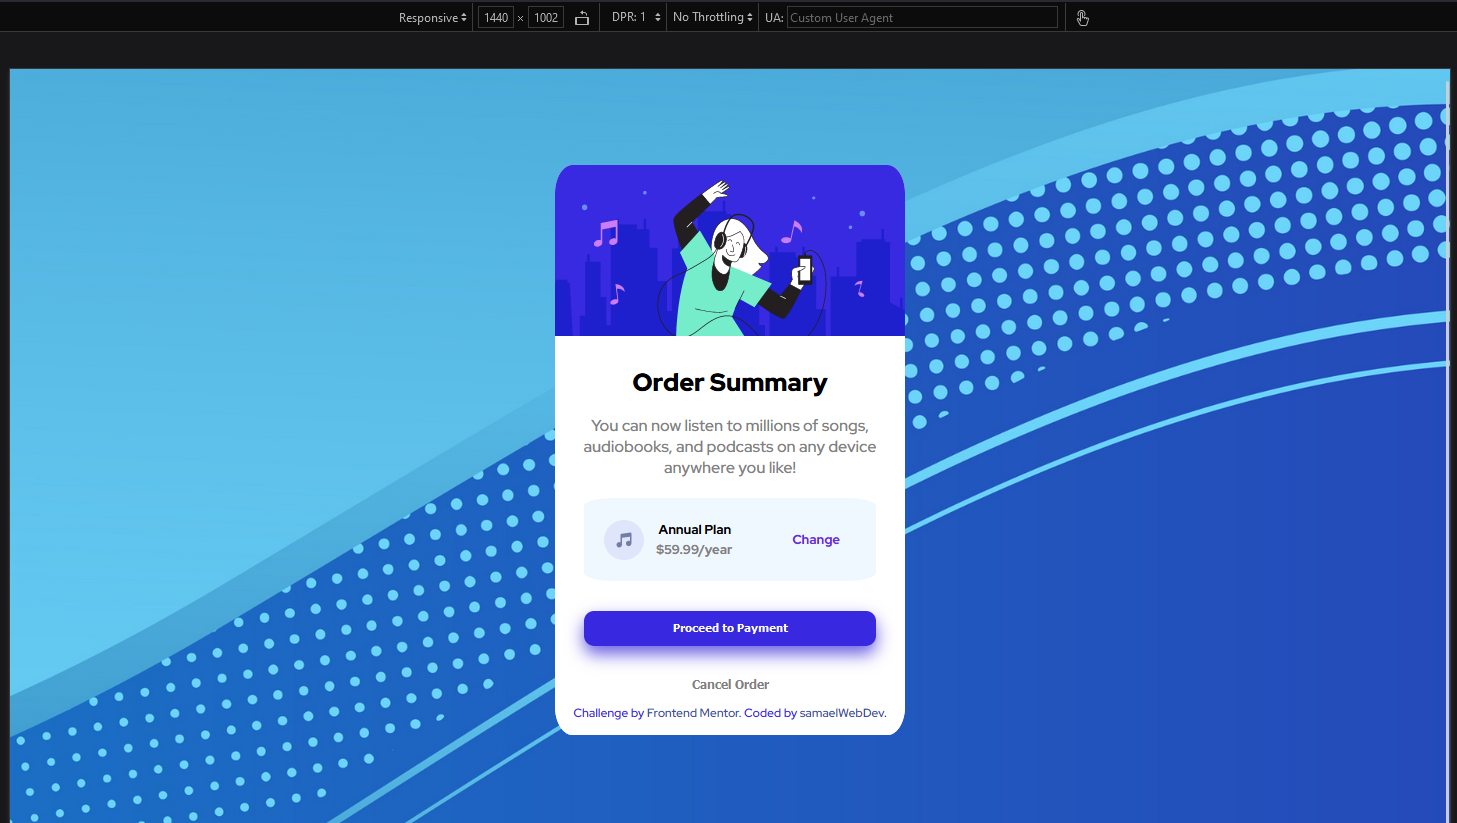 Responsive 1440 × 1002 DPR: 1 No Throttling UA: Custom User Agent
Order Summary
You can now listen to millions of songs,
audiobooks, and podcasts on any device
anywhere you like!
Annual Plan
$59.99/year
Change
Proceed to Payment
Cancel Order
Challenge by Frontend Mentor. Coded by samaelWebDev.